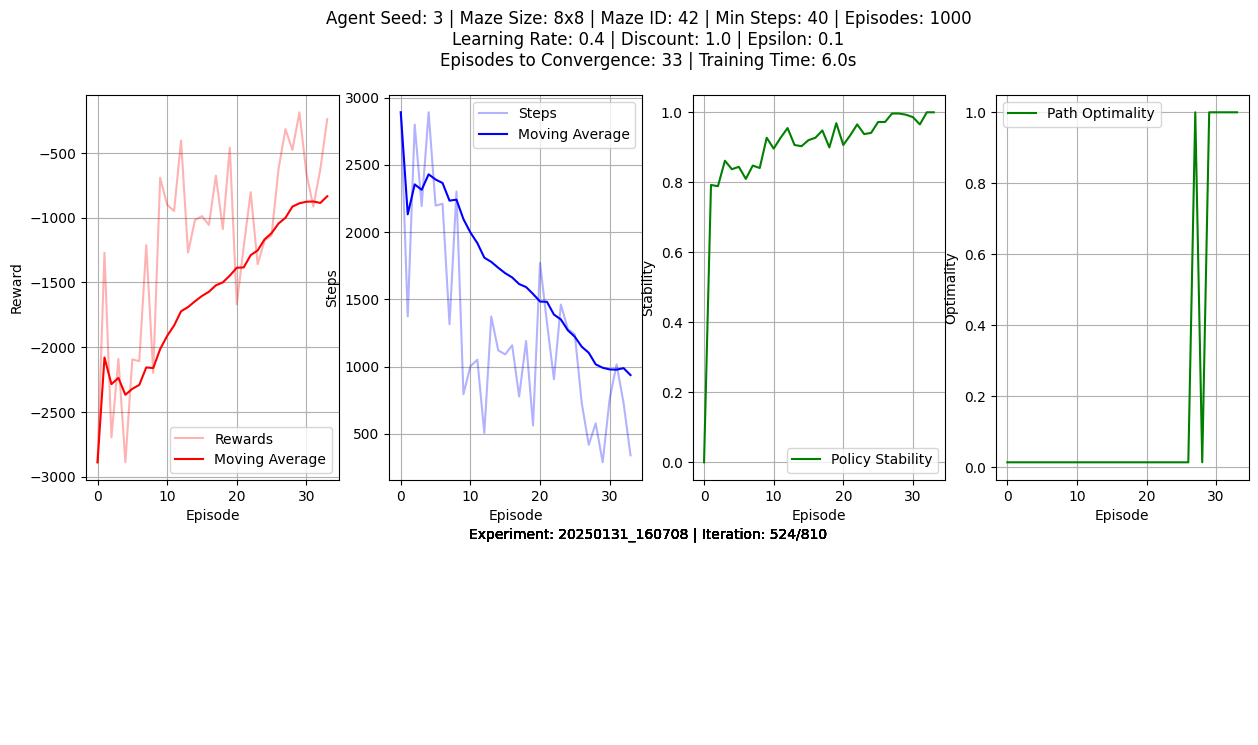 Agent Seed: 3 | Maze Size: 8x8 | Maze ID: 42 | Min Steps: 40 | Episodes: 1000
Learning Rate: 0.4 | Discount: 1.0 | Epsilon: 0.1
Episodes to Convergence: 33 | Training Time: 6.0s
Reward
−500
−1000
−1500
−2000
−2500
−3000
Rewards
Moving Average
0
10
20
30
Episode
Steps
3000
2500
2000
1500
1000
500
Steps
Moving Average
0
10
20
30
Episode
Stability
1.0
0.8
0.6
0.4
0.2
0.0
Policy Stability
0
10
20
30
Episode
Optimality
1.0
0.8
0.6
0.4
0.2
0.0
Path Optimality
0
10
20
30
Episode
Experiment: 20250131_160708 | Iteration: 524/810